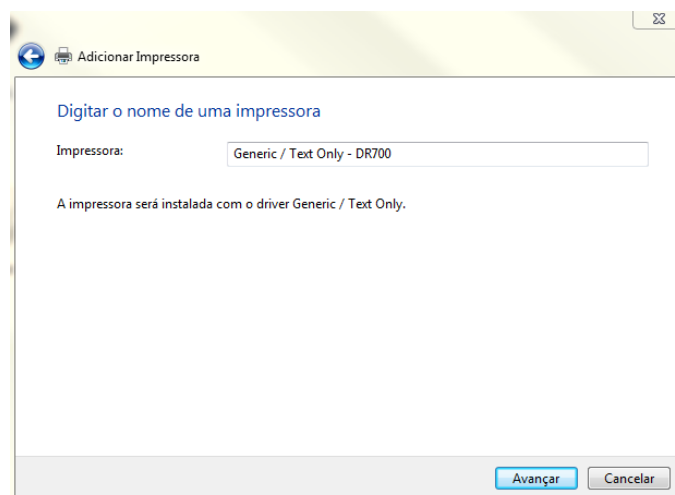 Adicionar Impressora
Digitar o nome de uma impressora
Impressora: Generic / Text Only - DR700
A impressora será instalada com o driver Generic / Text Only.
Avançar Cancelar